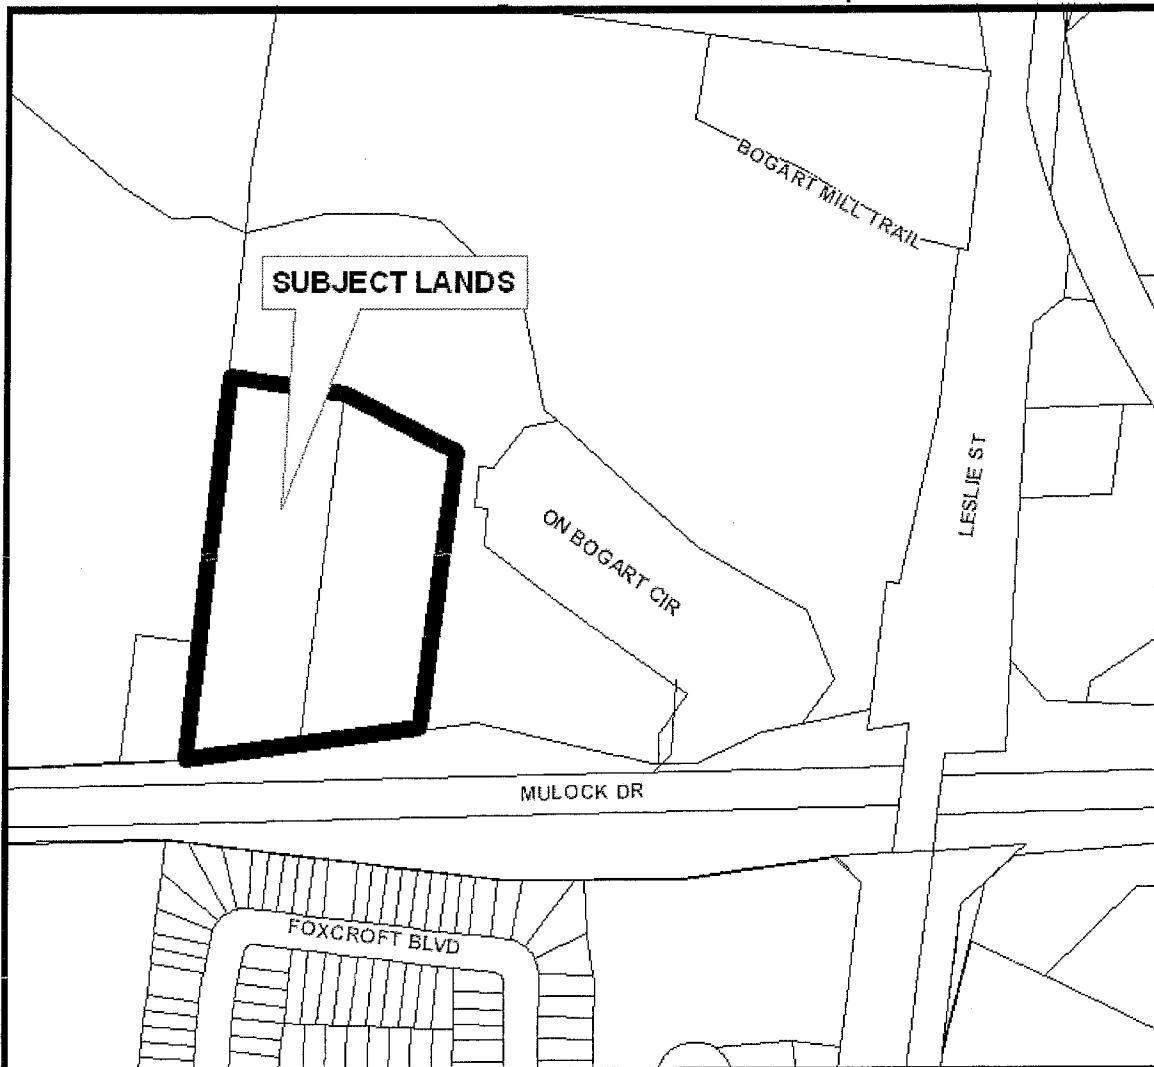 BOGART MILL TRAIL
SUBJECT LANDS
LESLIE ST
ON BOGART CIR
MULOCK DR
FOXCROFT BLVD